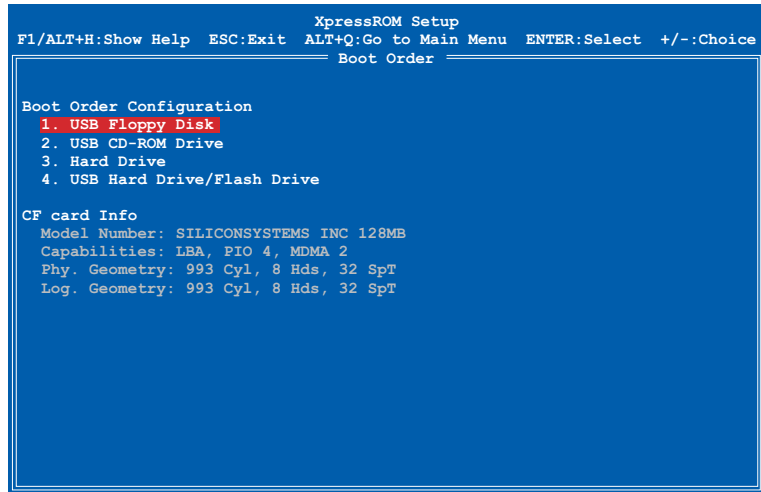 XpressROM Setup
F1/ALT+H:Show Help ESC:Exit ALT+Q:Go to Main Menu ENTER:Select +/-:Choice
Boot Order
Boot Order Configuration
1. USB Floppy Disk
2. USB CD-ROM Drive
3. Hard Drive
4. USB Hard Drive/Flash Drive
CF card Info
Model Number: SILICONSYSTEMS INC 128MB
Capabilities: LBA, PIO 4, MDMA 2
Phy. Geometry: 993 Cyl, 8 Hds, 32 SpT
Log. Geometry: 993 Cyl, 8 Hds, 32 SpT